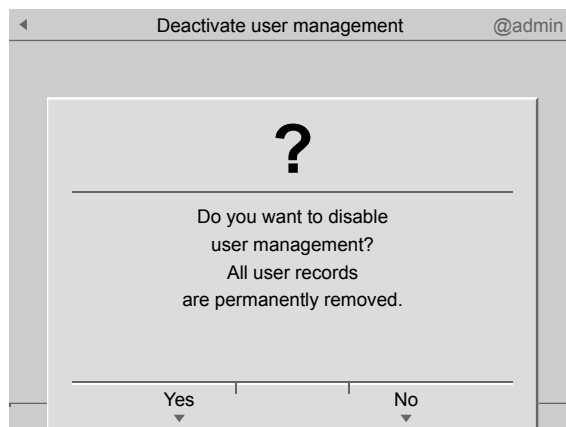 Deactivate user management @admin
?
Do you want to disable
user management?
All user records
are permanently removed.
Yes No